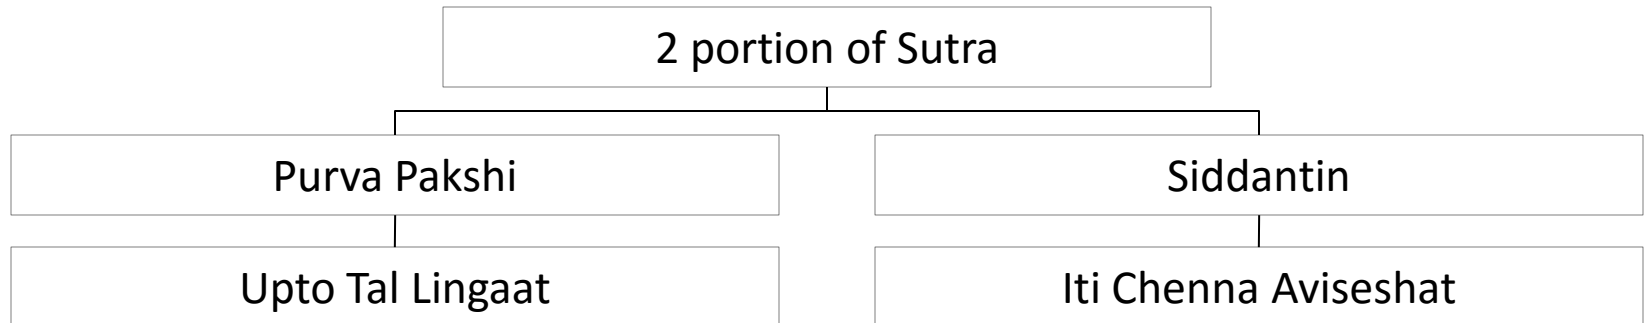 2 portion of Sutra
Purva Pakshi
Siddantin
Upto Tal Lingaat
Iti Chenna Aviseshat